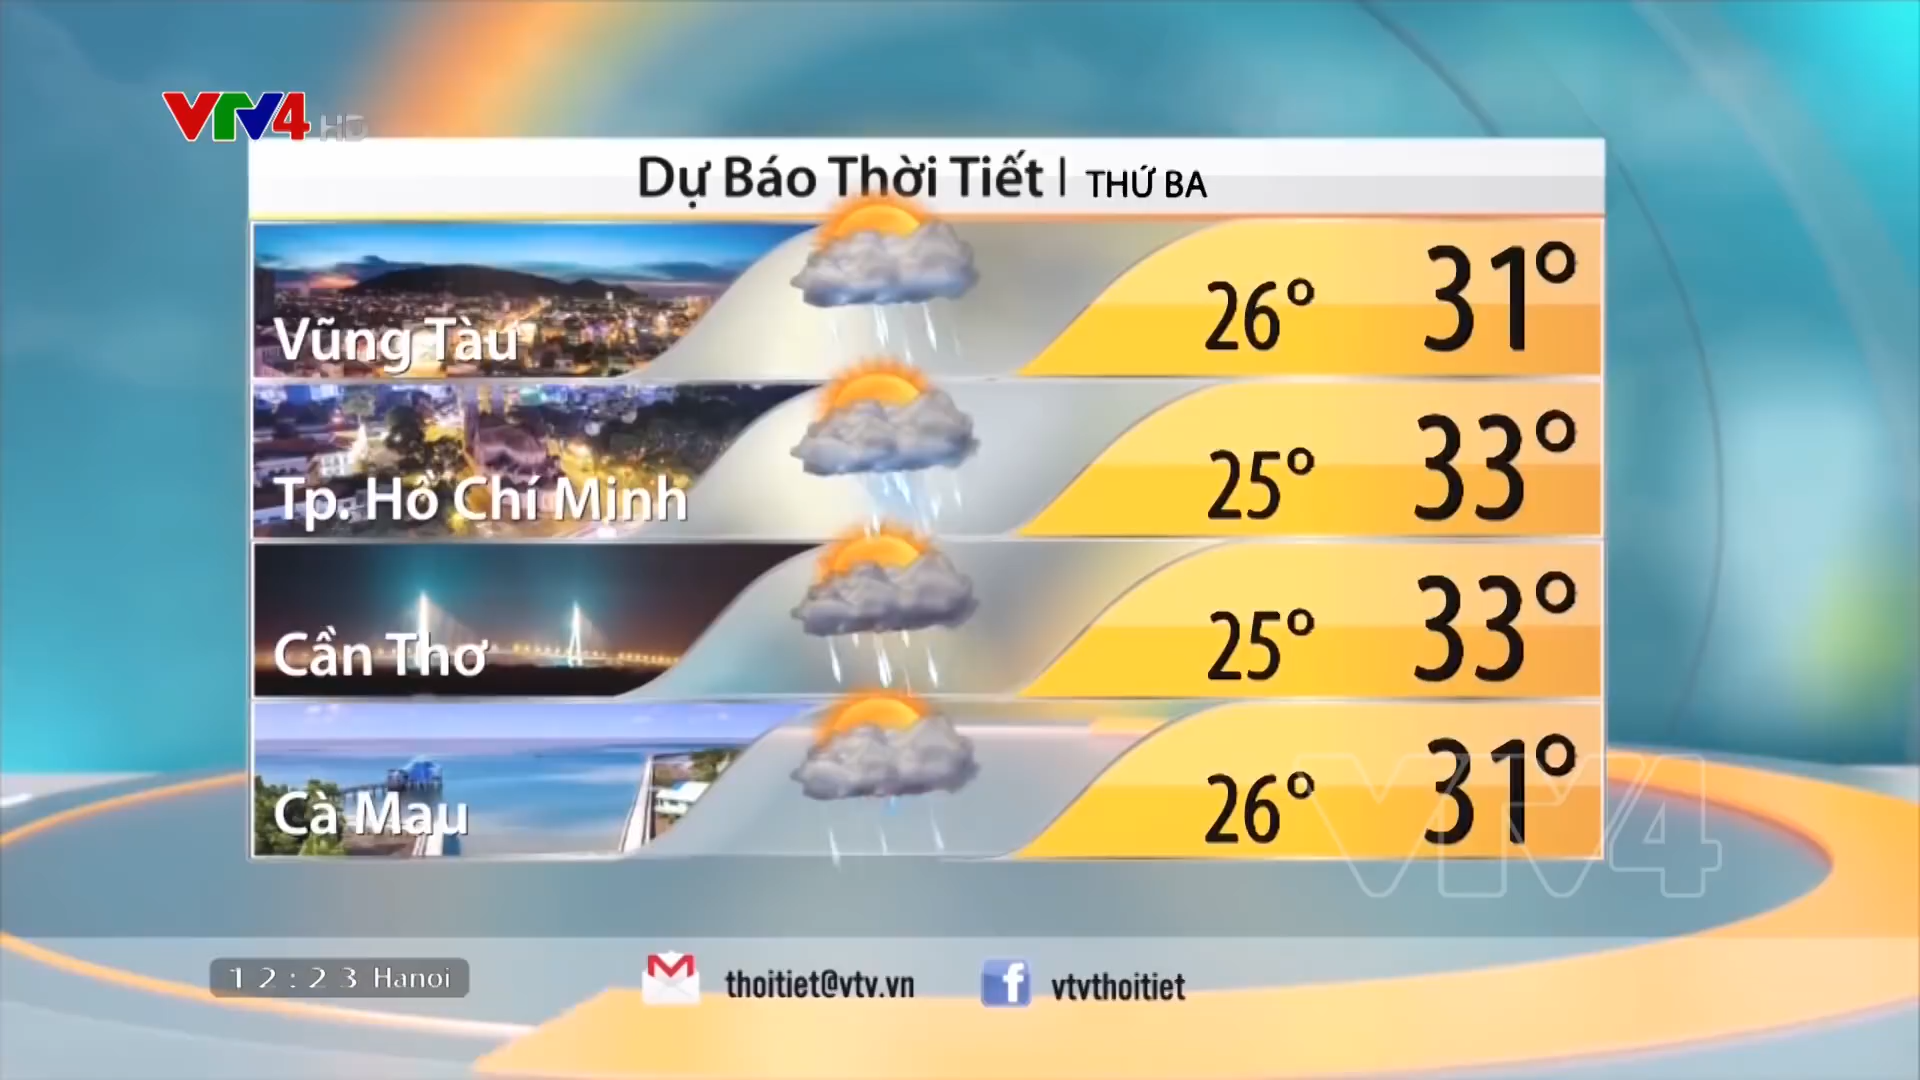 VTV4 HD
Dự Báo Thời Tiết | THỨ BA
Vũng Tàu 26° 31°
Tp. Hồ Chí Minh 25° 33°
Cần Thơ 25° 33°
Cà Mau 26° 31°
VTV4
12:23 Hanoi thoitiet@vtv.vn vtvthoitiet